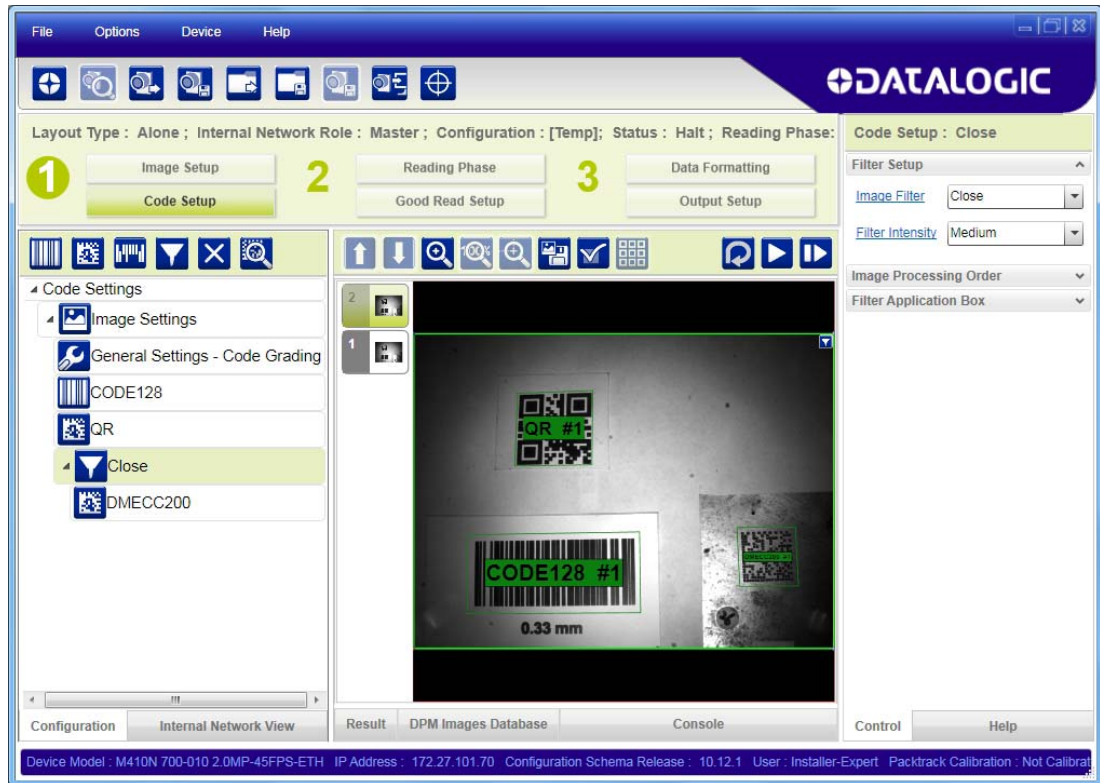 File Options Device Help
DATALOGIC
Layout Type : Alone ; Internal Network Role : Master ; Configuration : [Temp]; Status : Halt ; Reading Phase:
1 Image Setup 2 Reading Phase 3 Data Formatting
Code Setup Good Read Setup Output Setup
Code Setup : Close
Filter Setup
Image Filter Close
Filter Intensity Medium
Image Processing Order
Filter Application Box
Code Settings
Image Settings
General Settings - Code Grading
CODE128
QR
Close
DMECC200
100%
2
1
QR #1
CODE128 #1
DMECC200 #1
0.33 mm
Configuration Internal Network View
Result DPM Images Database Console
Control Help
Device Model : M410N 700-010 2.0MP-45FPS-ETH IP Address : 172.27.101.70 Configuration Schema Release : 10.12.1 User : Installer-Expert Packtrack Calibration : Not Calibrat